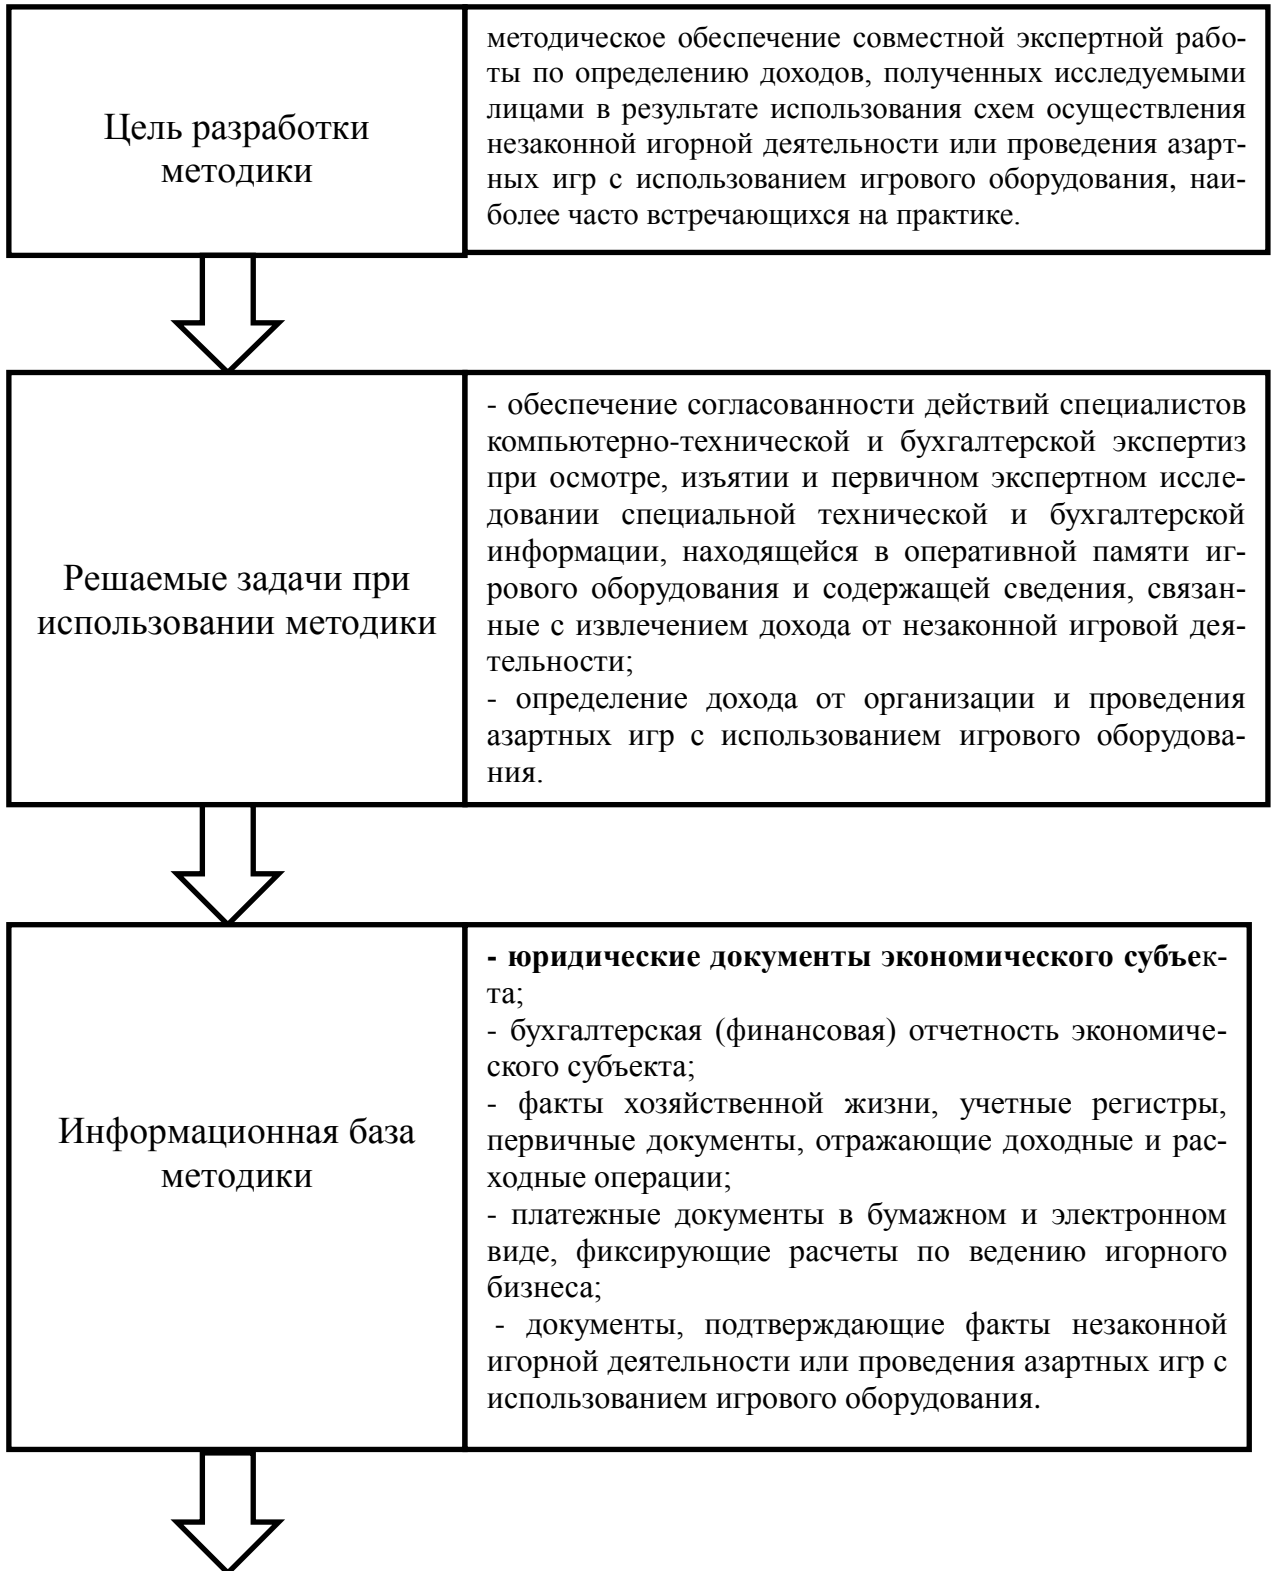 Цель разработки
методики
методическое обеспечение совместной экспертной рабо-
ты по определению доходов, полученных исследуемыми
лицами в результате использования схем осуществления
незаконной игорной деятельности или проведения азарт-
ных игр с использованием игрового оборудования, наи-
более часто встречающихся на практике.
Решаемые задачи при
использовании методики
- обеспечение согласованности действий специалистов
компьютерно-технической и бухгалтерской экспертиз
при осмотре, изъятии и первичном экспертном иссле-
довании специальной технической и бухгалтерской
информации, находящейся в оперативной памяти иг-
рового оборудования и содержащей сведения, связан-
ные с извлечением дохода от незаконной игровой дея-
тельности;
- определение дохода от организации и проведения
азартных игр с использованием игрового оборудова-
ния.
Информационная база
методики
- юридические документы экономического субъек-
та;
- бухгалтерская (финансовая) отчетность экономиче-
ского субъекта;
- факты хозяйственной жизни, учетные регистры,
первичные документы, отражающие доходные и рас-
ходные операции;
- платежные документы в бумажном и электронном
виде, фиксирующие расчеты по ведению игорного
бизнеса;
- документы, подтверждающие факты незаконной
игорной деятельности или проведения азартных игр с
использованием игрового оборудования.